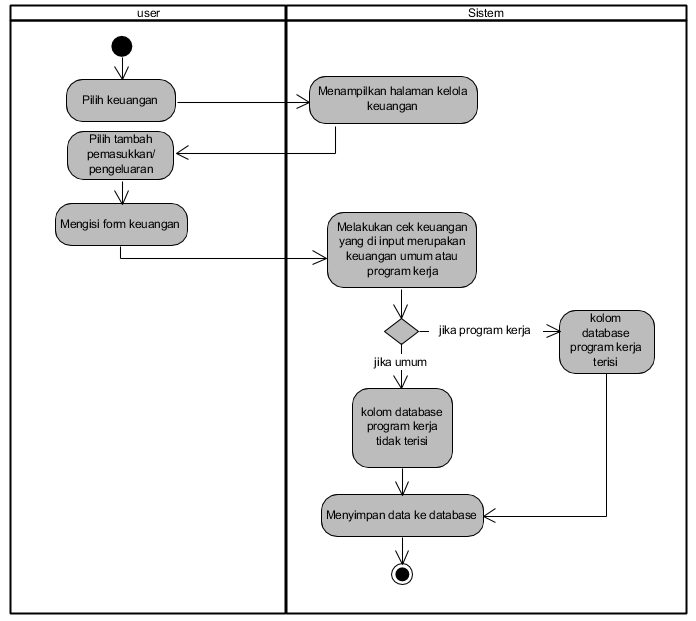 user
Sistem
Pilih keuangan
Menampilkan halaman kelola
keuangan
Pilih tambah
pemasukkan/
pengeluaran
Mengisi form keuangan
Melakukan cek keuangan
yang di input merupakan
keuangan umum atau
program kerja
jika program kerja
kolom
database
program kerja
terisi
jika umum
kolom database
program kerja
tidak terisi
Menyimpan data ke database